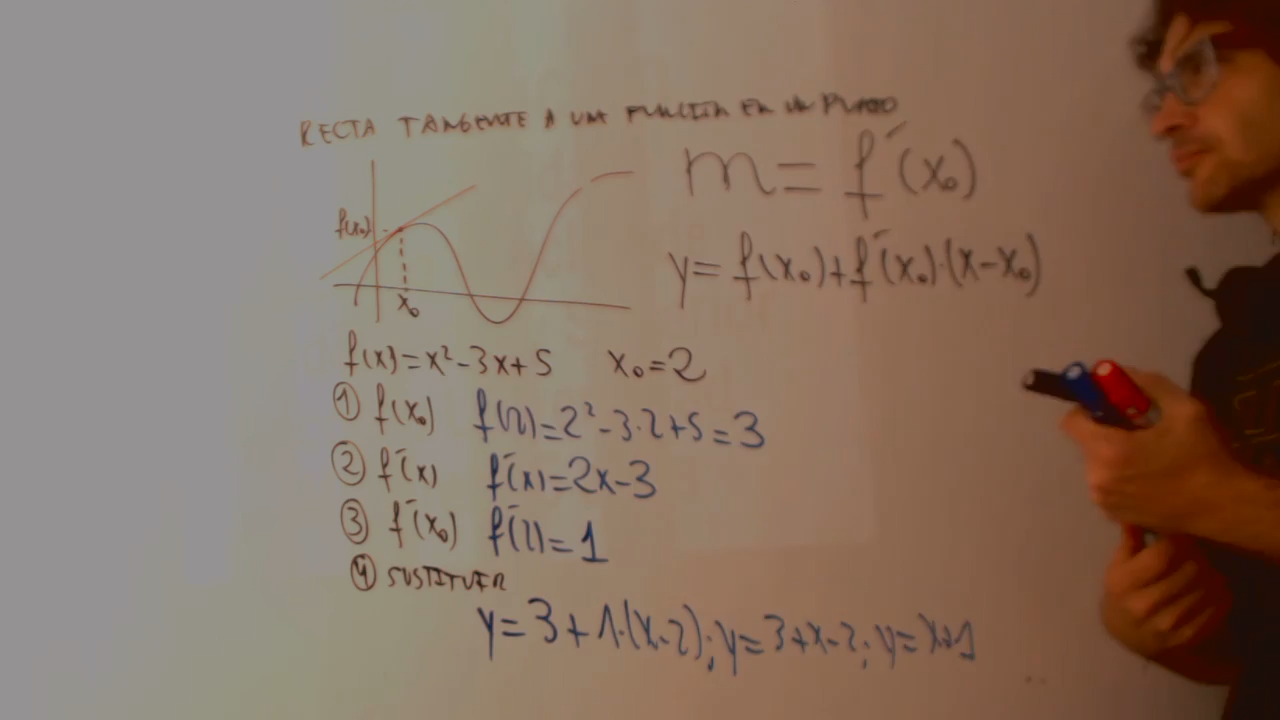 RECTA TANGENTE A UNA FUNCIÓN EN UN PUNTO
m = f´(x₀)
f(x₀)
x₀
y = f(x₀) + f´(x₀)·(x-x₀)
f(x) = x² - 3x + 5 x₀ = 2
① f(x₀) f(2) = 2² - 3·2 + 5 = 3
② f´(x) f´(x) = 2x - 3
③ f´(x₀) f´(2) = 1
④ SUSTITUIR
y = 3 + 1·(x-2); y = 3 + x - 2; y = x + 1